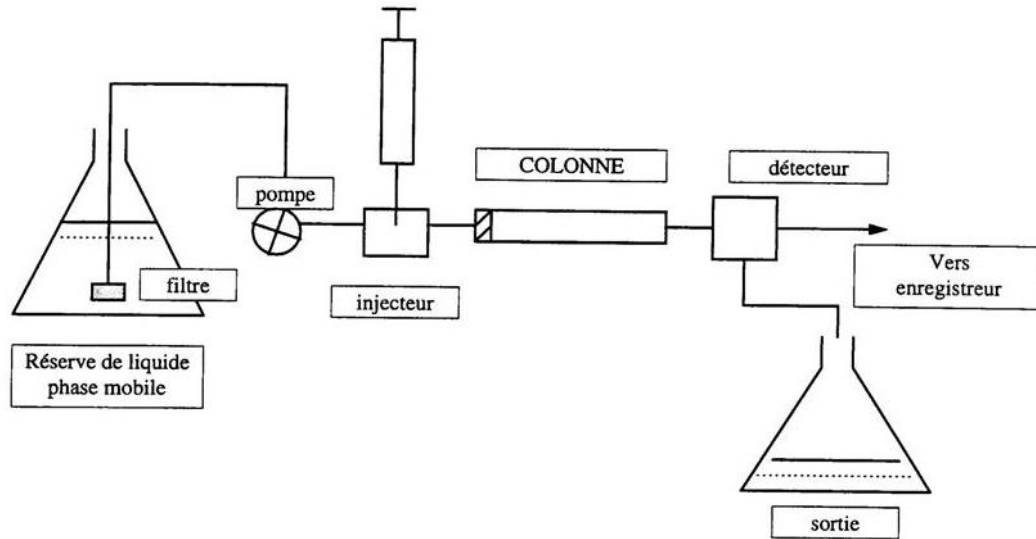 COLONNE
détecteur
pompe
filtre
injecteur
Vers
enregistreur
Réserve de liquide
phase mobile
sortie